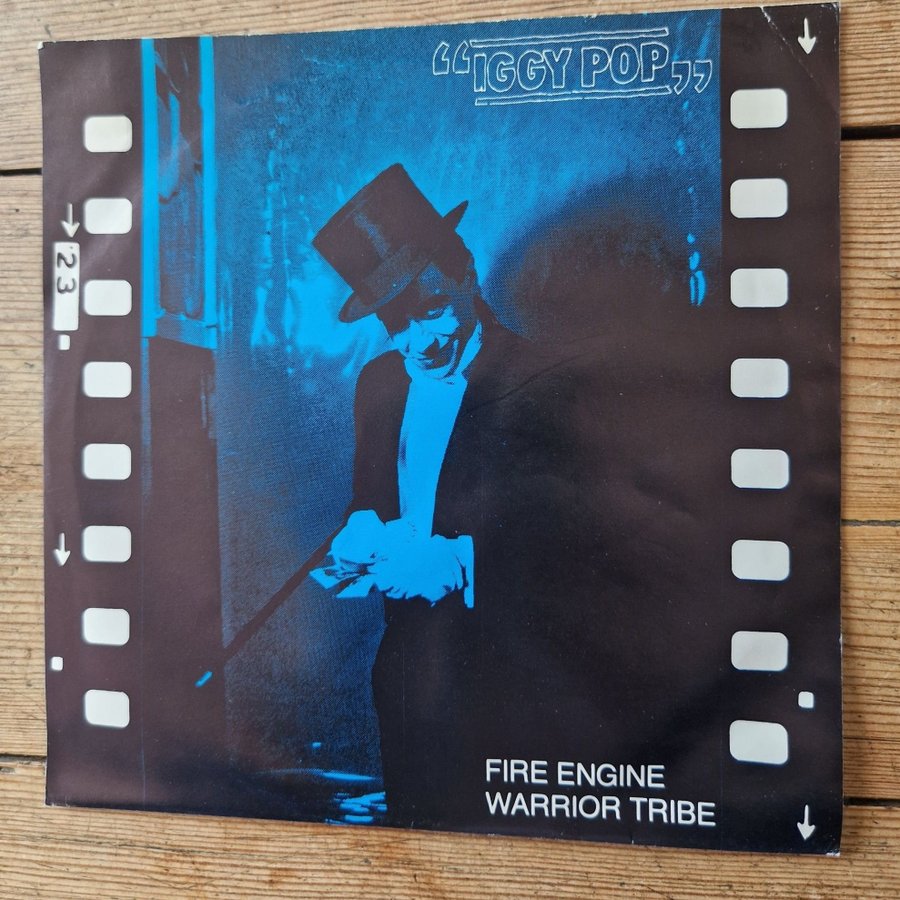 “IGGY POP„
23
FIRE ENGINE
WARRIOR TRIBE